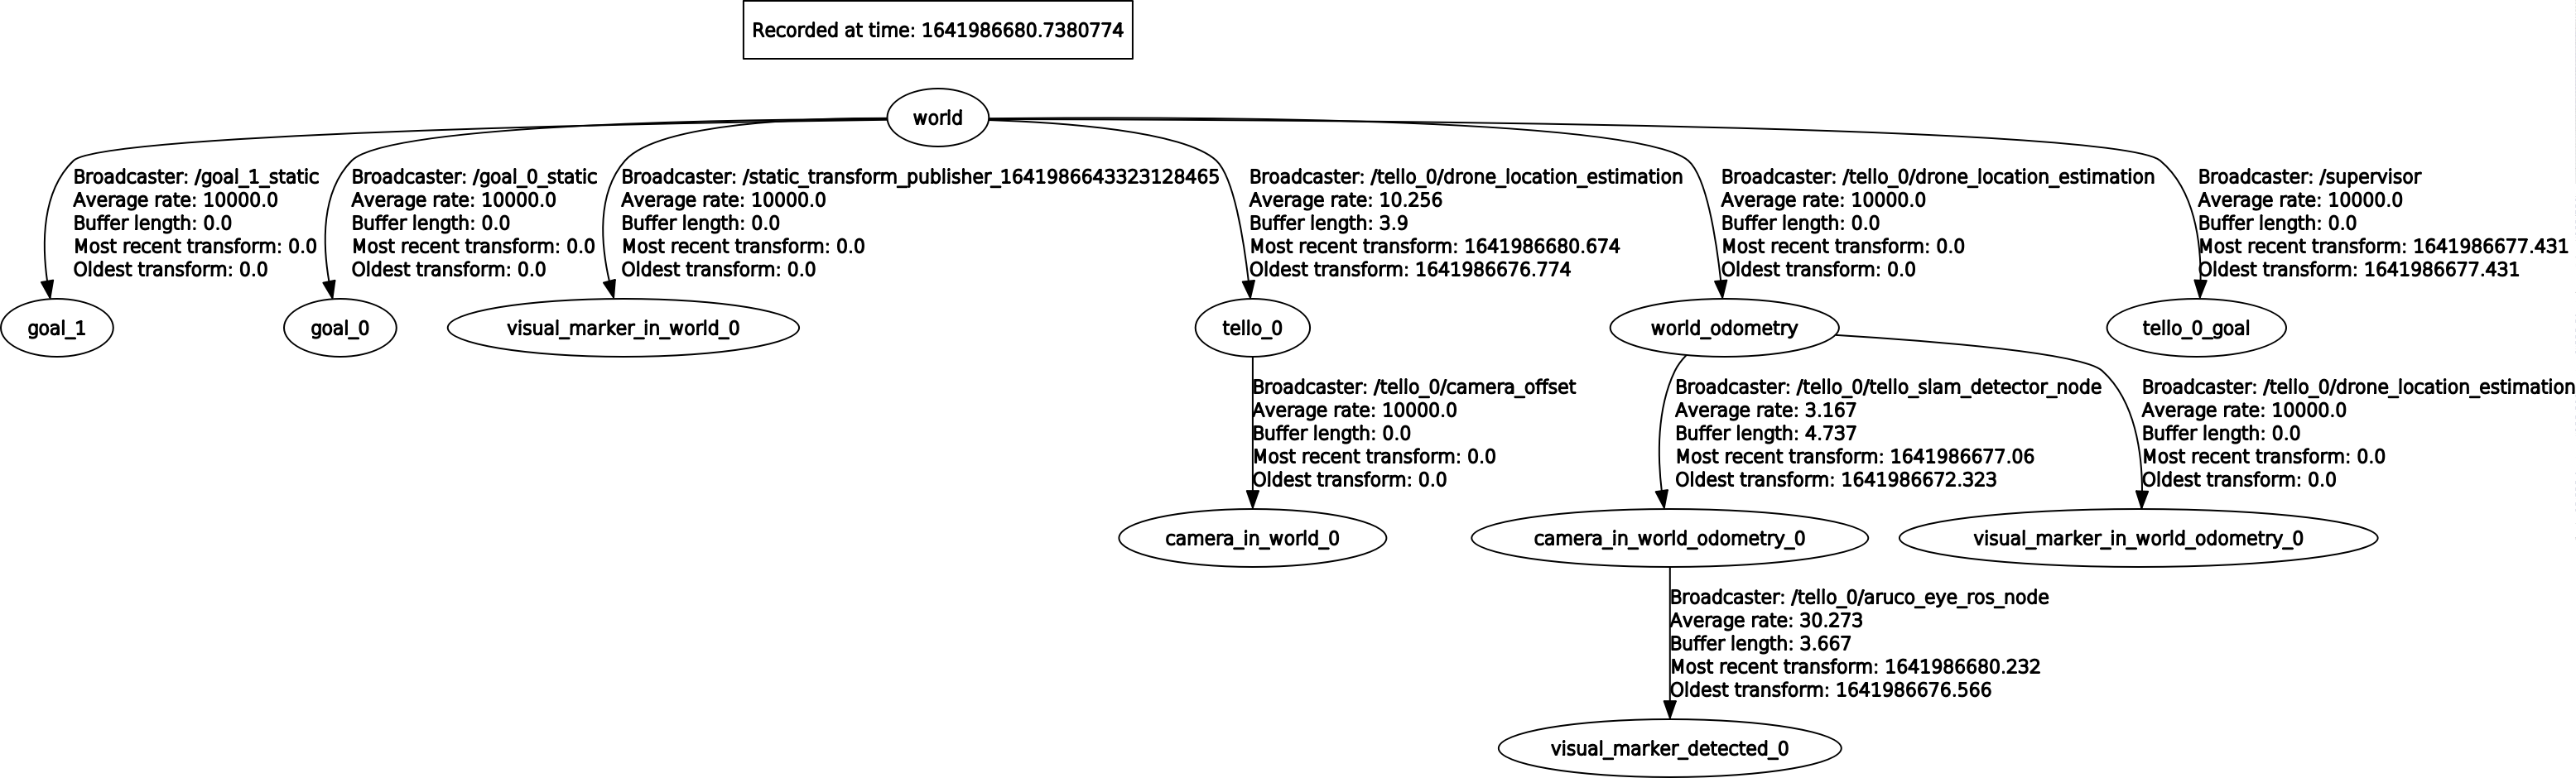 Recorded at time: 1641986680.7380774
world
Broadcaster: /goal_1_static
Average rate: 10000.0
Buffer length: 0.0
Most recent transform: 0.0
Oldest transform: 0.0
Broadcaster: /goal_0_static
Average rate: 10000.0
Buffer length: 0.0
Most recent transform: 0.0
Oldest transform: 0.0
Broadcaster: /static_transform_publisher_1641986643323128465
Average rate: 10000.0
Buffer length: 0.0
Most recent transform: 0.0
Oldest transform: 0.0
Broadcaster: /tello_0/drone_location_estimation
Average rate: 10.256
Buffer length: 3.9
Most recent transform: 1641986680.674
Oldest transform: 1641986676.774
Broadcaster: /tello_0/drone_location_estimation
Average rate: 10000.0
Buffer length: 0.0
Most recent transform: 0.0
Oldest transform: 0.0
Broadcaster: /supervisor
Average rate: 10000.0
Buffer length: 0.0
Most recent transform: 1641986677.431
Oldest transform: 1641986677.431
goal_1
goal_0
visual_marker_in_world_0
tello_0
world_odometry
tello_0_goal
Broadcaster: /tello_0/camera_offset
Average rate: 10000.0
Buffer length: 0.0
Most recent transform: 0.0
Oldest transform: 0.0
Broadcaster: /tello_0/tello_slam_detector_node
Average rate: 3.167
Buffer length: 4.737
Most recent transform: 1641986677.06
Oldest transform: 1641986672.323
Broadcaster: /tello_0/drone_location_estimation
Average rate: 10000.0
Buffer length: 0.0
Most recent transform: 0.0
Oldest transform: 0.0
camera_in_world_0
camera_in_world_odometry_0
visual_marker_in_world_odometry_0
Broadcaster: /tello_0/aruco_eye_ros_node
Average rate: 30.273
Buffer length: 3.667
Most recent transform: 1641986680.232
Oldest transform: 1641986676.566
visual_marker_detected_0